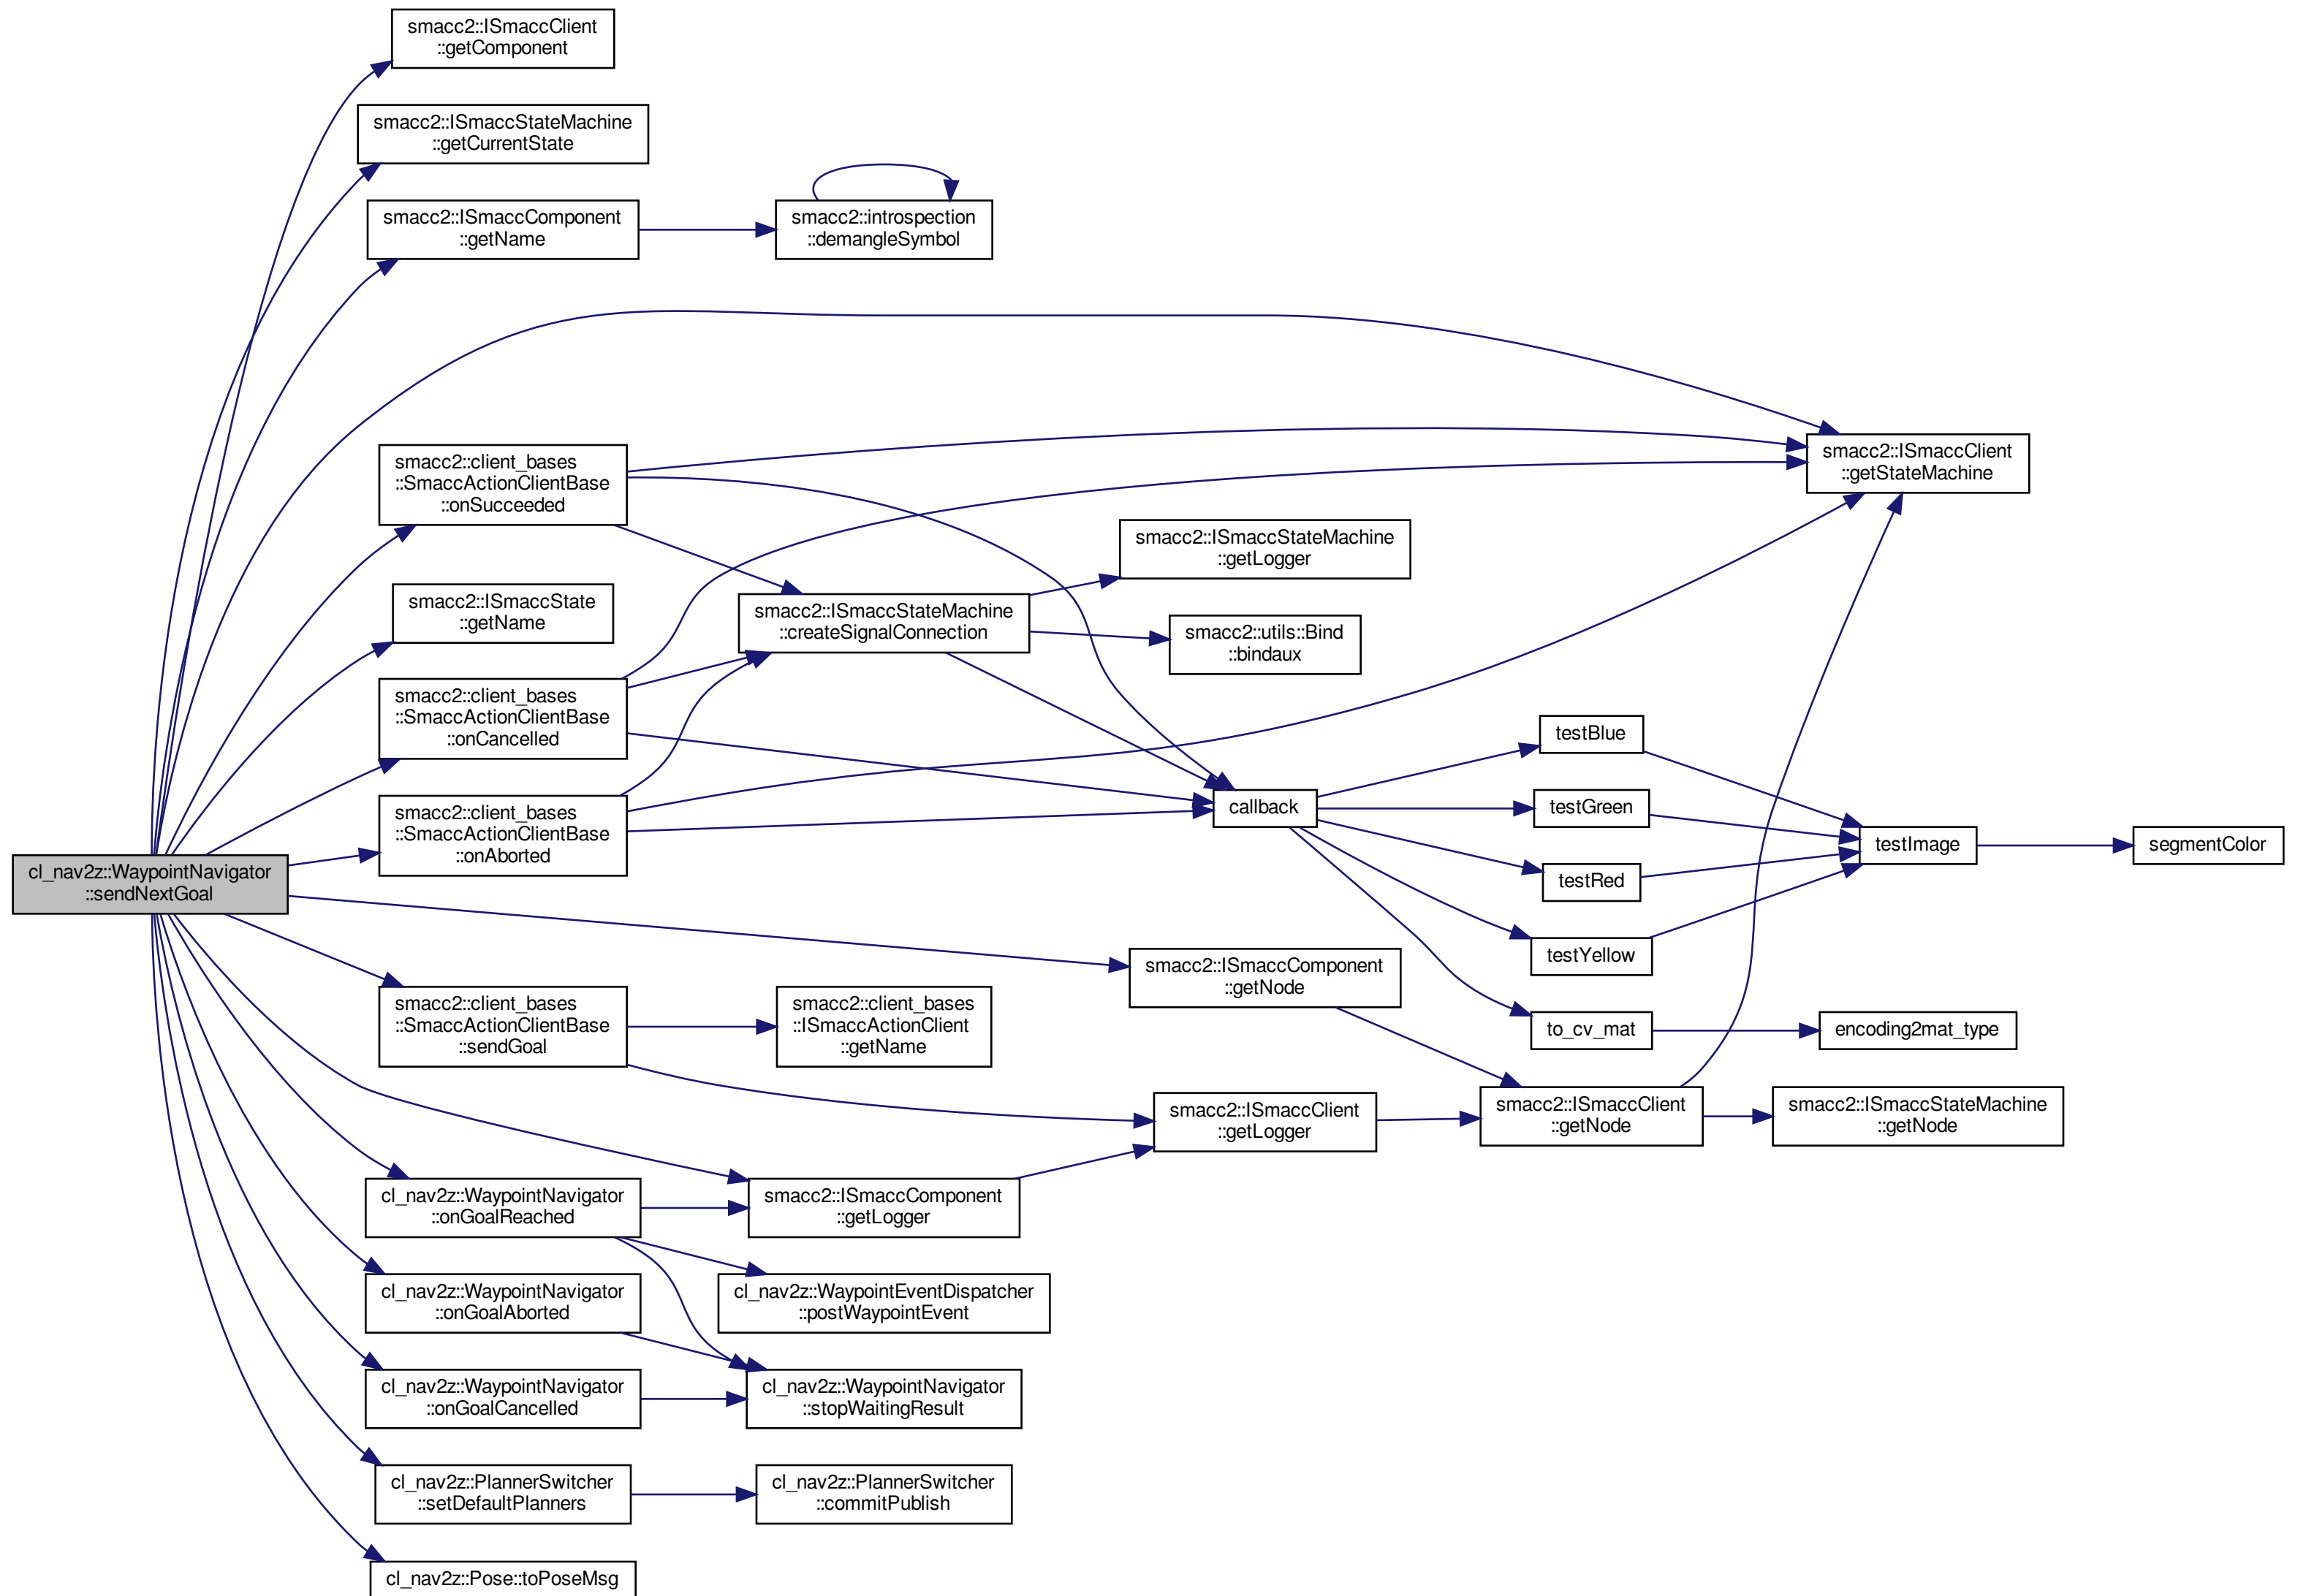 smacc2::ISmaccClient
::getComponent
smacc2::ISmaccStateMachine
::getCurrentState
smacc2::ISmaccComponent
::getName
smacc2::introspection
::demangleSymbol
smacc2::client_bases
::SmaccActionClientBase
::onSucceeded
smacc2::ISmaccClient
::getStateMachine
smacc2::ISmaccStateMachine
::getLogger
smacc2::ISmaccState
::getName
smacc2::ISmaccStateMachine
::createSignalConnection
smacc2::utils::Bind
::bindaux
smacc2::client_bases
::SmaccActionClientBase
::onCancelled
testBlue
smacc2::client_bases
::SmaccActionClientBase
::onAborted
callback
testGreen
testImage
segmentColor
cl_nav2z::WaypointNavigator
::sendNextGoal
testRed
testYellow
smacc2::ISmaccComponent
::getNode
smacc2::client_bases
::SmaccActionClientBase
::sendGoal
smacc2::client_bases
::ISmaccActionClient
::getName
to_cv_mat
encoding2mat_type
smacc2::ISmaccClient
::getLogger
smacc2::ISmaccClient
::getNode
smacc2::ISmaccStateMachine
::getNode
cl_nav2z::WaypointNavigator
::onGoalReached
smacc2::ISmaccComponent
::getLogger
cl_nav2z::WaypointNavigator
::onGoalAborted
cl_nav2z::WaypointEventDispatcher
::postWaypointEvent
cl_nav2z::WaypointNavigator
::onGoalCancelled
cl_nav2z::WaypointNavigator
::stopWaitingResult
cl_nav2z::PlannerSwitcher
::setDefaultPlanners
cl_nav2z::PlannerSwitcher
::commitPublish
cl_nav2z::Pose::toPoseMsg